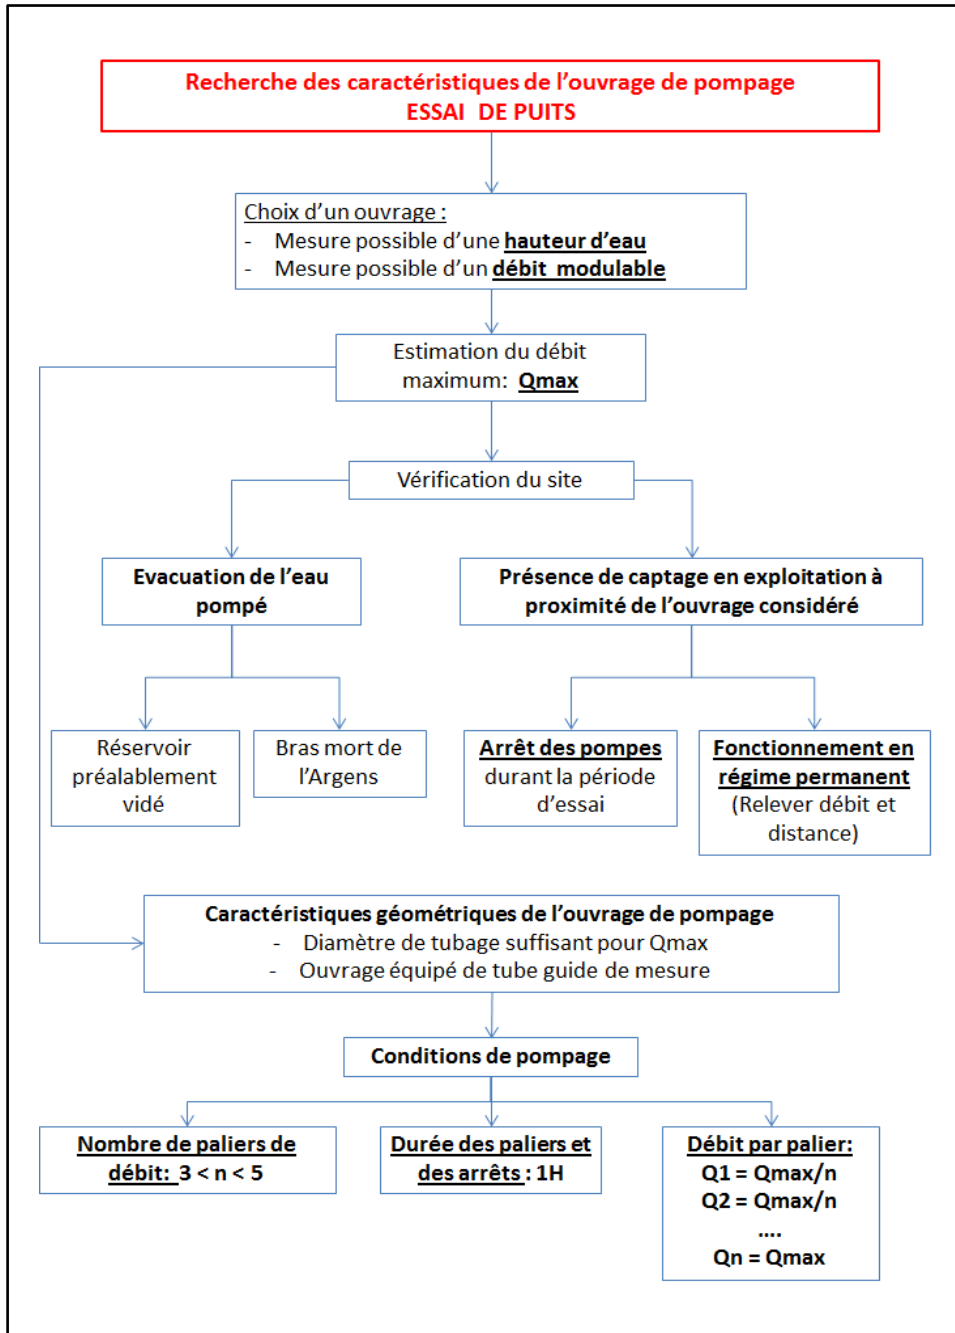 Recherche des caractéristiques de l'ouvrage de pompage
ESSAI DE PUITS
Choix d'un ouvrage :
- Mesure possible d'une hauteur d'eau
- Mesure possible d'un débit modulable
Estimation du débit
maximum: Qmax
Vérification du site
Evacuation de l'eau
pompé
Présence de captage en exploitation à
proximité de l'ouvrage considéré
Réservoir
préalablement
vidé
Bras mort de
l'Argens
Arrêt des pompes
durant la période
d'essai
Fonctionnement en
régime permanent
(Relever débit et
distance)
Caractéristiques géométriques de l'ouvrage de pompage
- Diamètre de tubage suffisant pour Qmax
- Ouvrage équipé de tube guide de mesure
Conditions de pompage
Nombre de paliers de
débit: 3 < n < 5
Durée des paliers et
des arrêts : 1H
Débit par palier:
Q1 = Qmax/n
Q2 = Qmax/n
....
Qn = Qmax